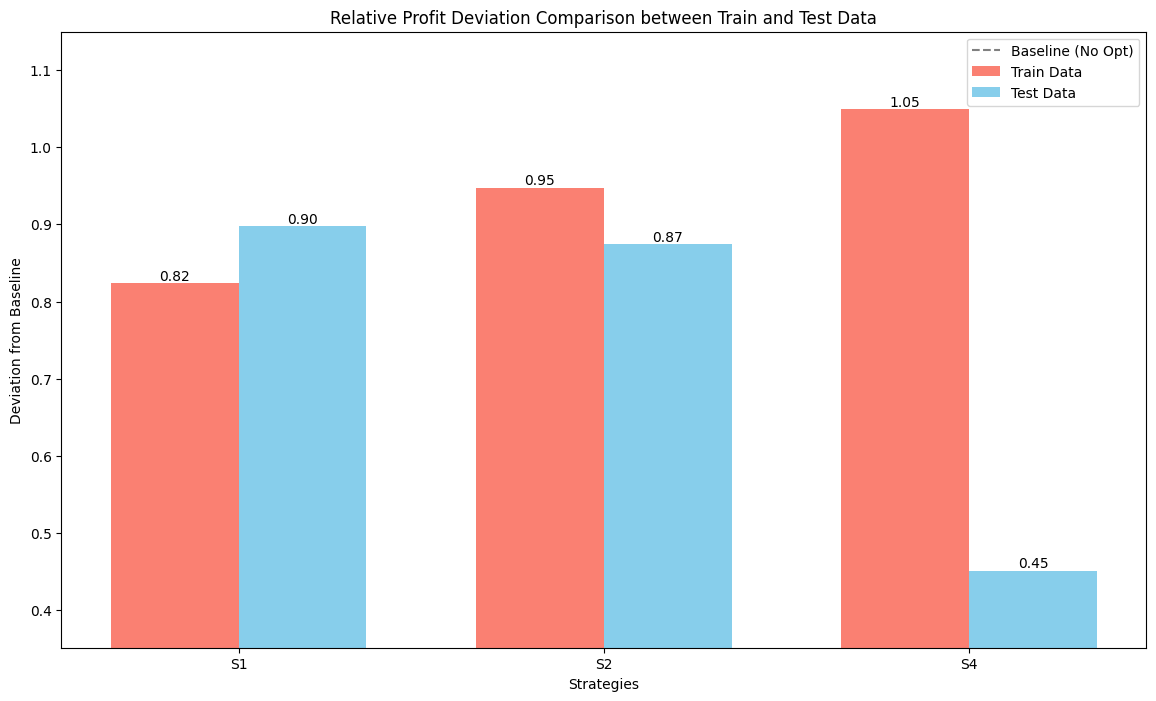 Relative Profit Deviation Comparison between Train and Test Data
Baseline (No Opt)
Train Data
Test Data
1.1
1.0
0.9
0.8
0.7
0.6
0.5
0.4
Deviation from Baseline
0.82
0.90
0.95
0.87
1.05
0.45
S1
S2
S4
Strategies